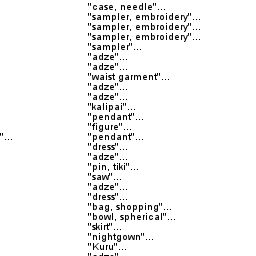 "case, needle"...
"sampler, embroidery"...
"sampler, embroidery"...
"sampler, embroidery"...
"sampler"...
"adze"...
"adze"...
"waist garment"...
"adze"...
"adze"...
"kalipai"...
"pendant"...
"figure"...
"... "pendant"...
"dress"...
"adze"...
"pin, tiki"...
"saw"...
"adze"...
"dress"...
"bag, shopping"...
"bowl, spherical"...
"skirt"...
"nightgown"...
"Kuru"...
"adze"...